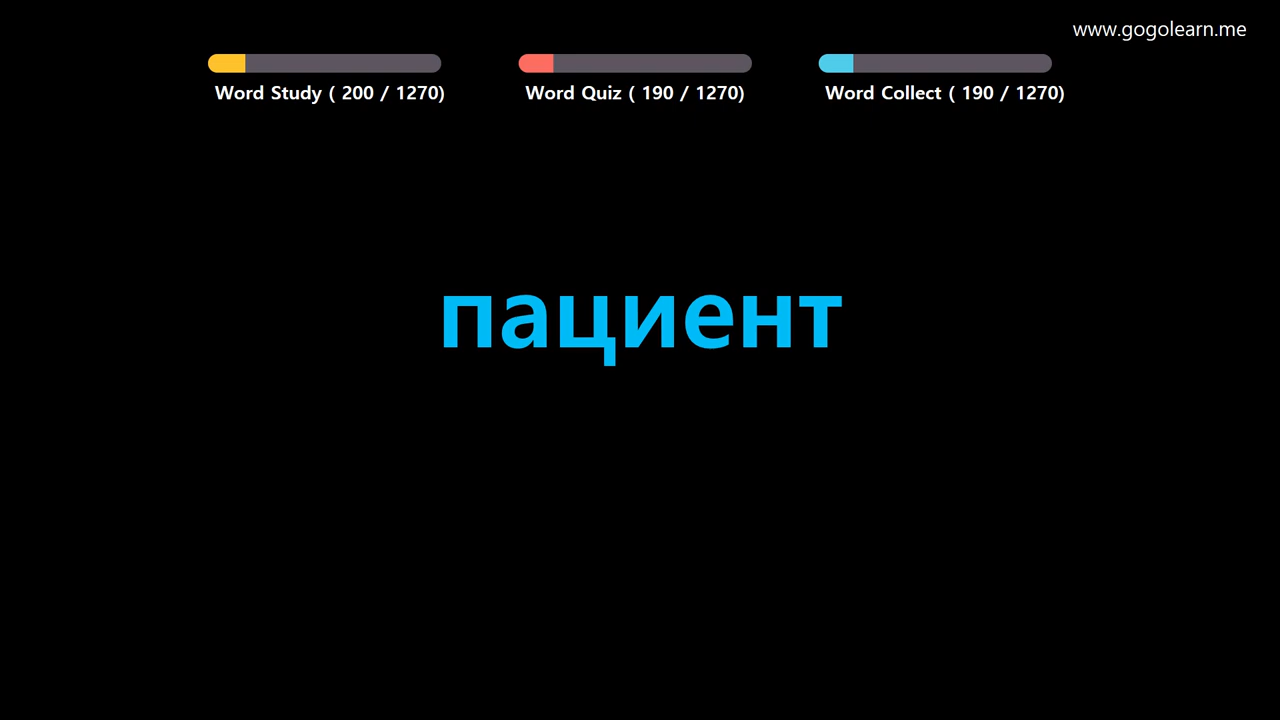 www.gogolearn.me
Word Study ( 200 / 1270)
Word Quiz ( 190 / 1270)
Word Collect ( 190 / 1270)
пациент